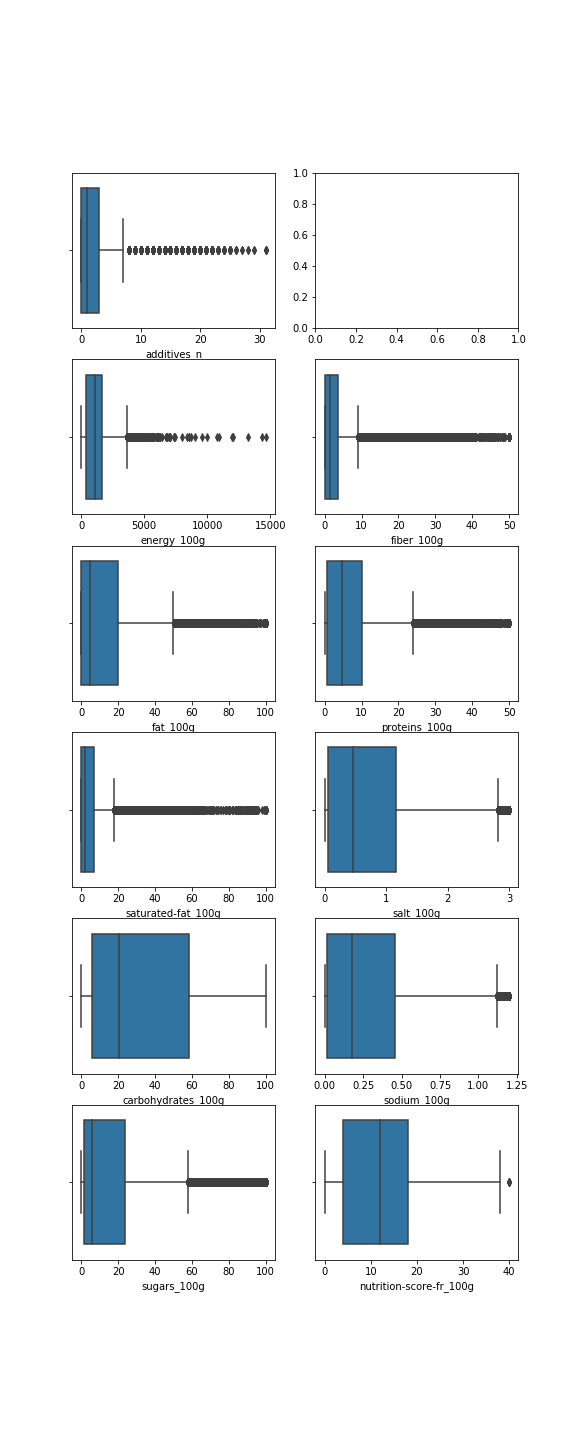 1.0
0.8
0.6
0.4
0.2
0.0
0 10 20 30
0.0 0.2 0.4 0.6 0.8 1.0
additives_n
0 5000 10000 15000
0 10 20 30 40 50
energy_100g
fiber_100g
0 20 40 60 80 100
0 10 20 30 40 50
fat_100g
proteins_100g
0 20 40 60 80 100
0 1 2 3
saturated-fat_100g
salt_100g
0 20 40 60 80 100
0.00 0.25 0.50 0.75 1.00 1.25
carbohydrates_100g
sodium_100g
0 20 40 60 80 100
0 10 20 30 40
sugars_100g
nutrition-score-fr_100g